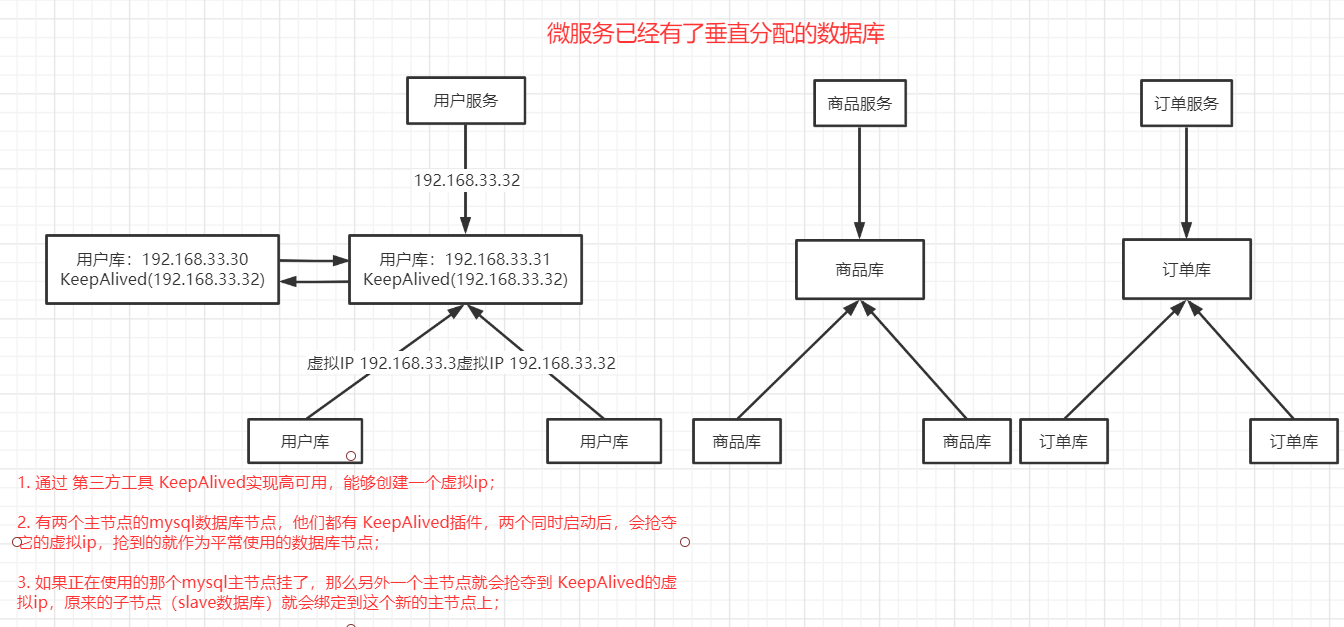 微服务已经有了垂直分配的数据库
用户服务
商品服务
订单服务
192.168.33.32
用户库：192.168.33.30
KeepAlived(192.168.33.32)
用户库：192.168.33.31
KeepAlived(192.168.33.32)
商品库
订单库
虚拟IP 192.168.33.3
虚拟IP 192.168.33.32
用户库
用户库
商品库
商品库
订单库
订单库
1. 通过 第三方工具 KeepAlived实现高可用，能够创建一个虚拟ip；
2. 有两个主节点的mysql数据库节点，他们都有 KeepAlived插件，两个同时启动后，会抢夺
它的虚拟ip，抢到的就作为平常使用的数据库节点；
3. 如果正在使用的那个mysql主节点挂了，那么另外一个主节点就会抢夺到 KeepAlived的虚
拟ip，原来的子节点（slave数据库）就会绑定到这个新的主节点上；